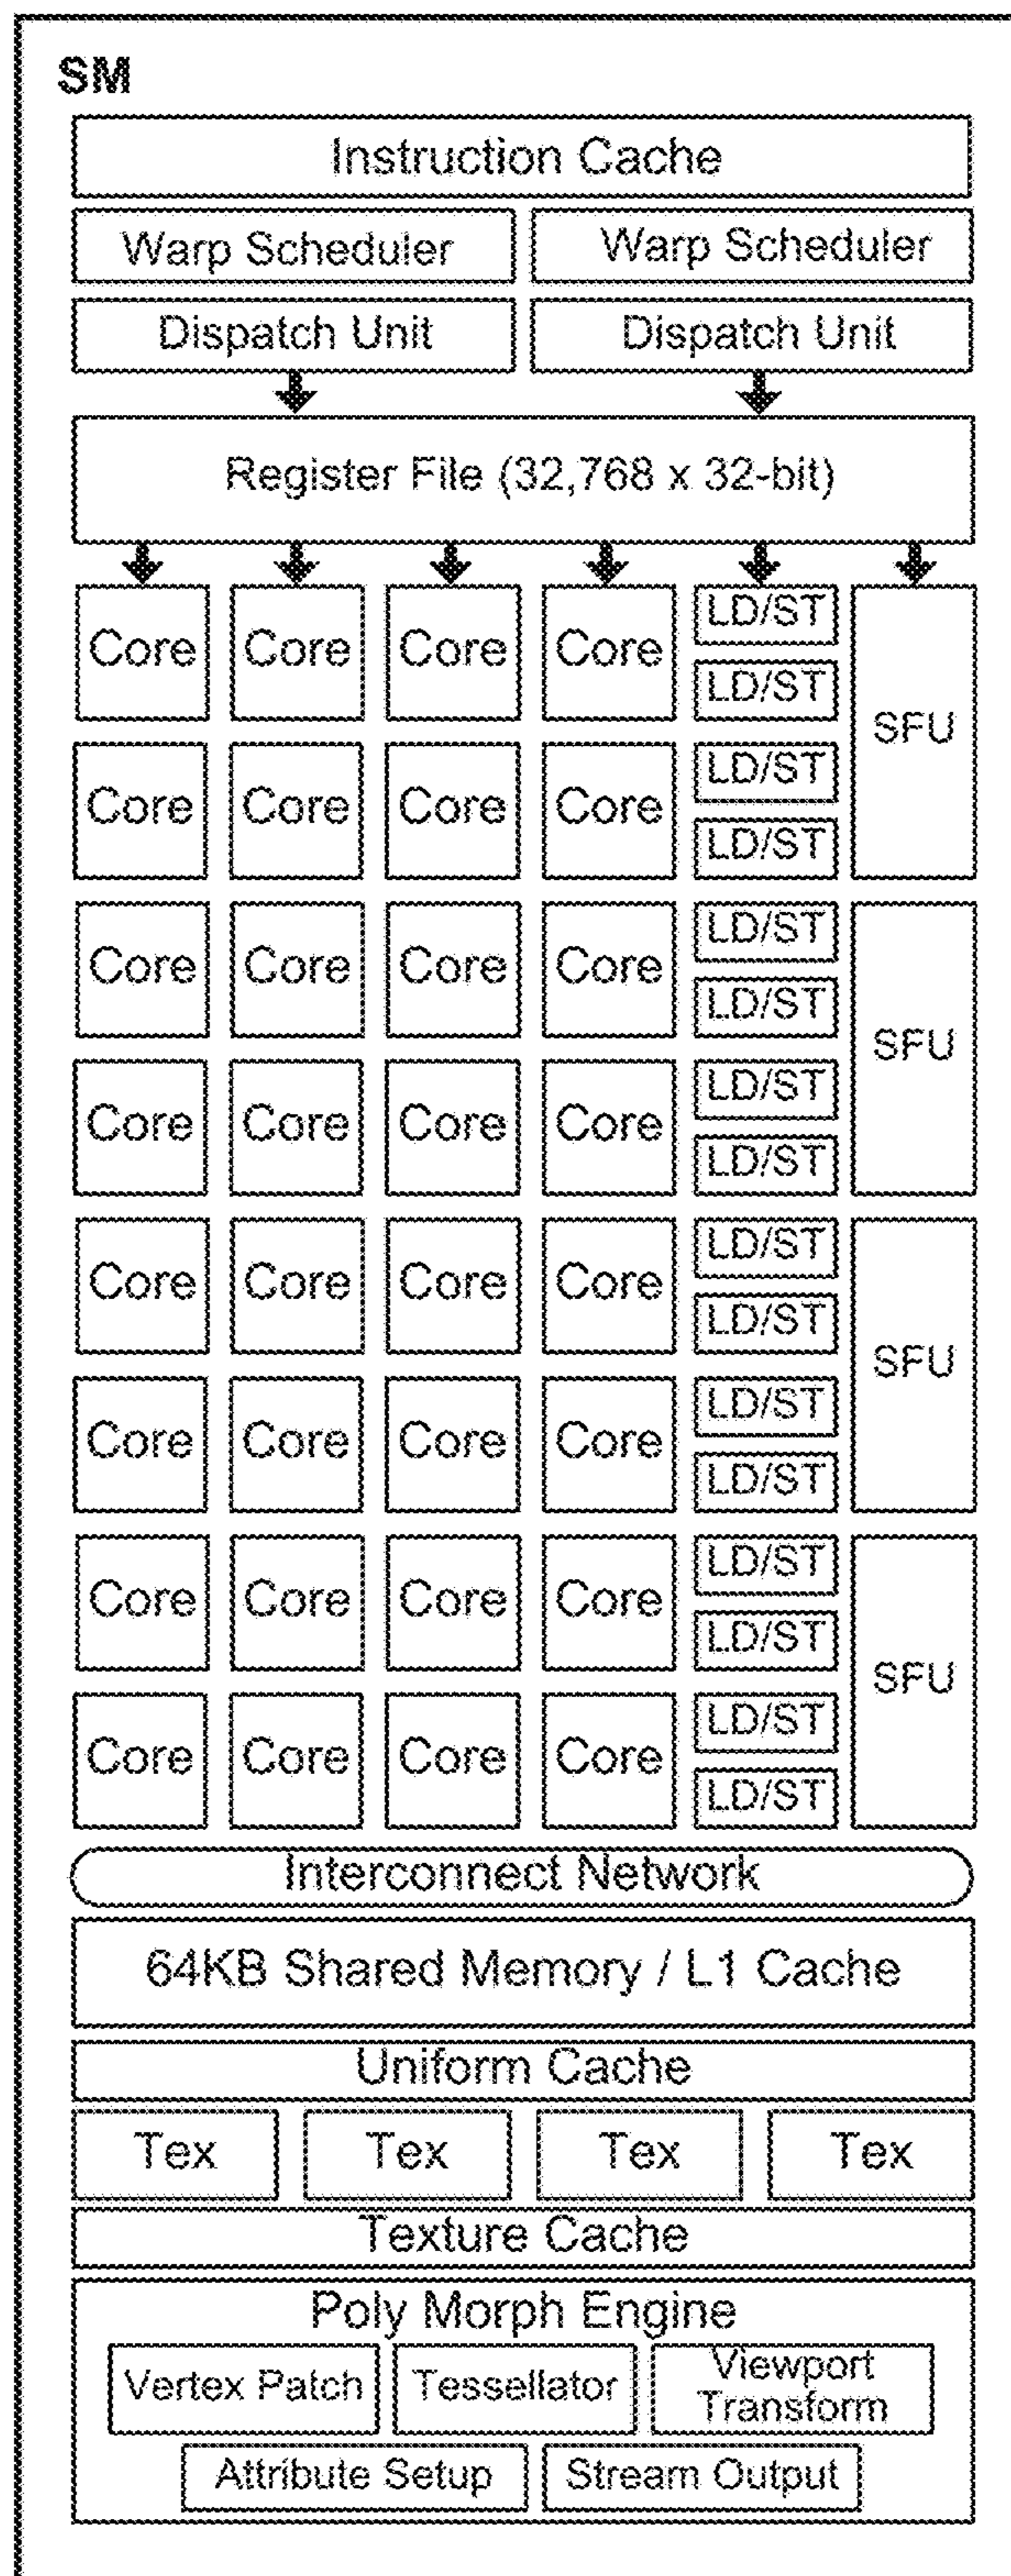 SM
Instruction Cache
Warp Scheduler Warp Scheduler
Dispatch Unit Dispatch Unit
Register File (32,768 x 32-bit)
Core Core Core Core LD/ST SFU
LD/ST
Core Core Core Core LD/ST
LD/ST
Core Core Core Core LD/ST SFU
LD/ST
Core Core Core Core LD/ST
LD/ST
Core Core Core Core LD/ST SFU
LD/ST
Core Core Core Core LD/ST
LD/ST
Core Core Core Core LD/ST SFU
LD/ST
Core Core Core Core LD/ST
LD/ST
Interconnect Network
64KB Shared Memory / L1 Cache
Uniform Cache
Tex Tex Tex Tex
Texture Cache
Poly Morph Engine
Vertex Patch Tessellator Viewport
Transform
Attribute Setup Stream Output